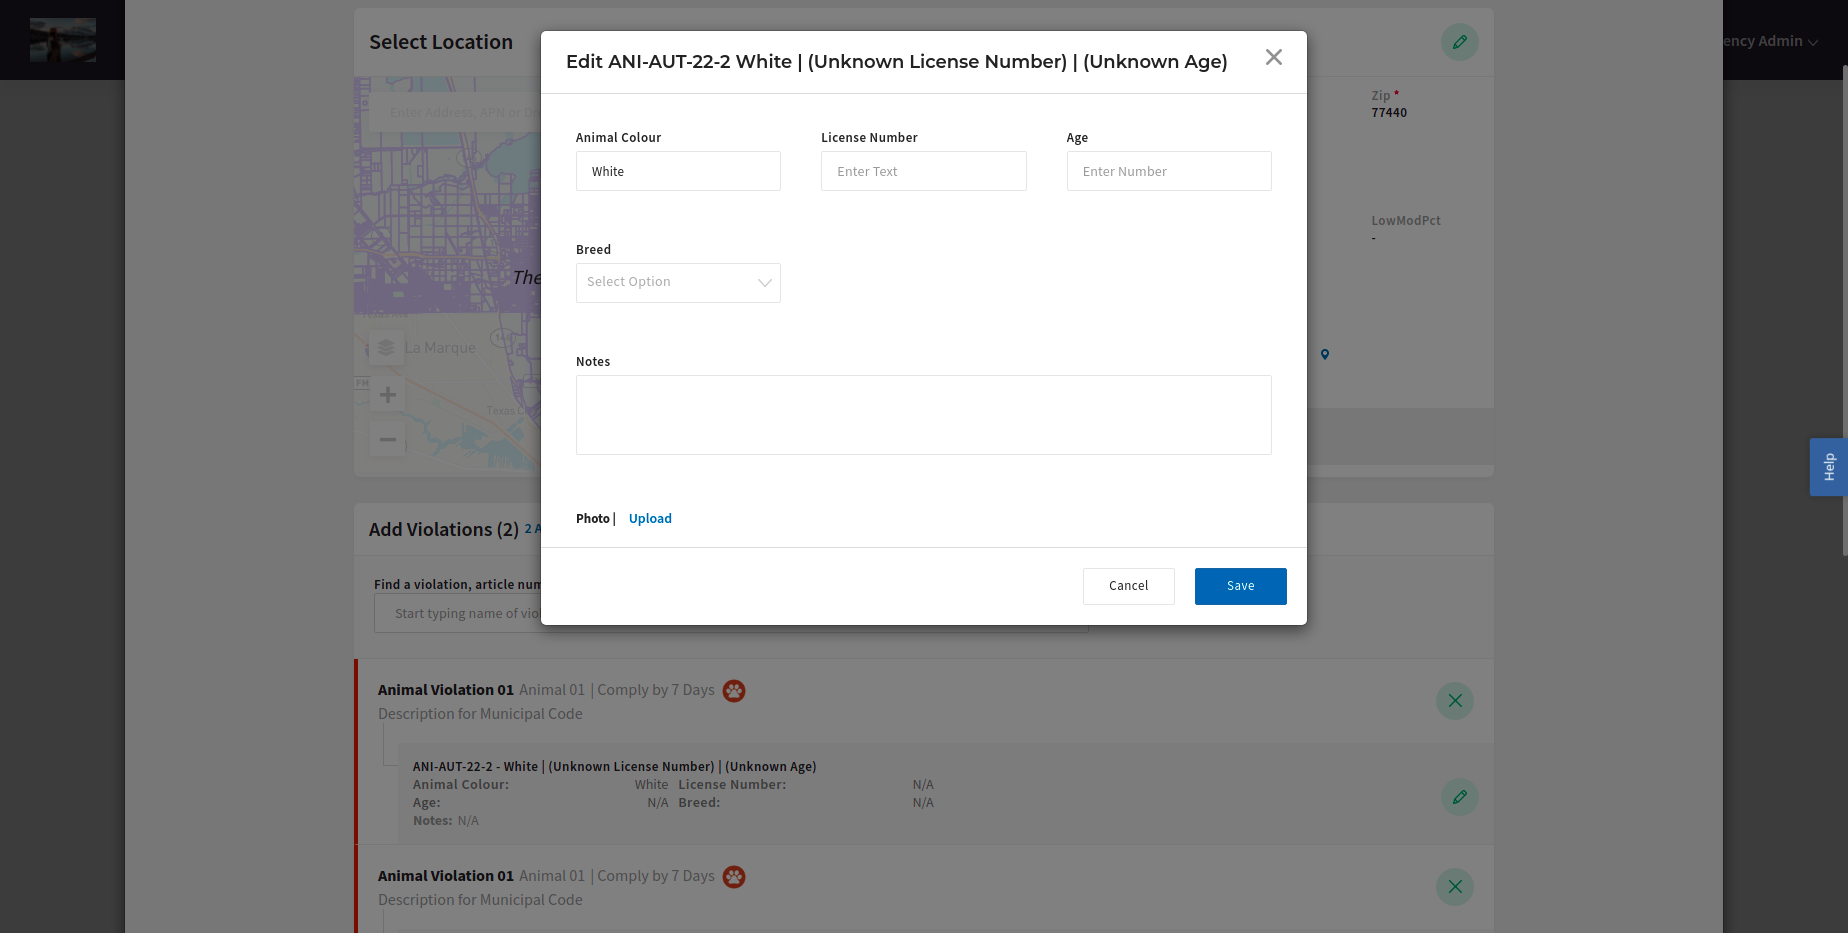 Select Location
ency Admin
Edit ANI-AUT-22-2 White | (Unknown License Number) | (Unknown Age)
Enter Address, APN or
Zip *
77440
Animal Colour
License Number
Age
White
Enter Text
Enter Number
LowModPct
-
Breed
Select Option
The
La Marque
FM
Texas
Notes
Help
Photo | Upload
Add Violations (2) 2 A
Find a violation, article num
Start typing name of viol
Cancel
Save
Animal Violation 01 Animal 01 | Comply by 7 Days
Description for Municipal Code
ANI-AUT-22-2 - White | (Unknown License Number) | (Unknown Age)
Animal Colour: White License Number: N/A
Age: N/A Breed: N/A
Notes: N/A
Animal Violation 01 Animal 01 | Comply by 7 Days
Description for Municipal Code